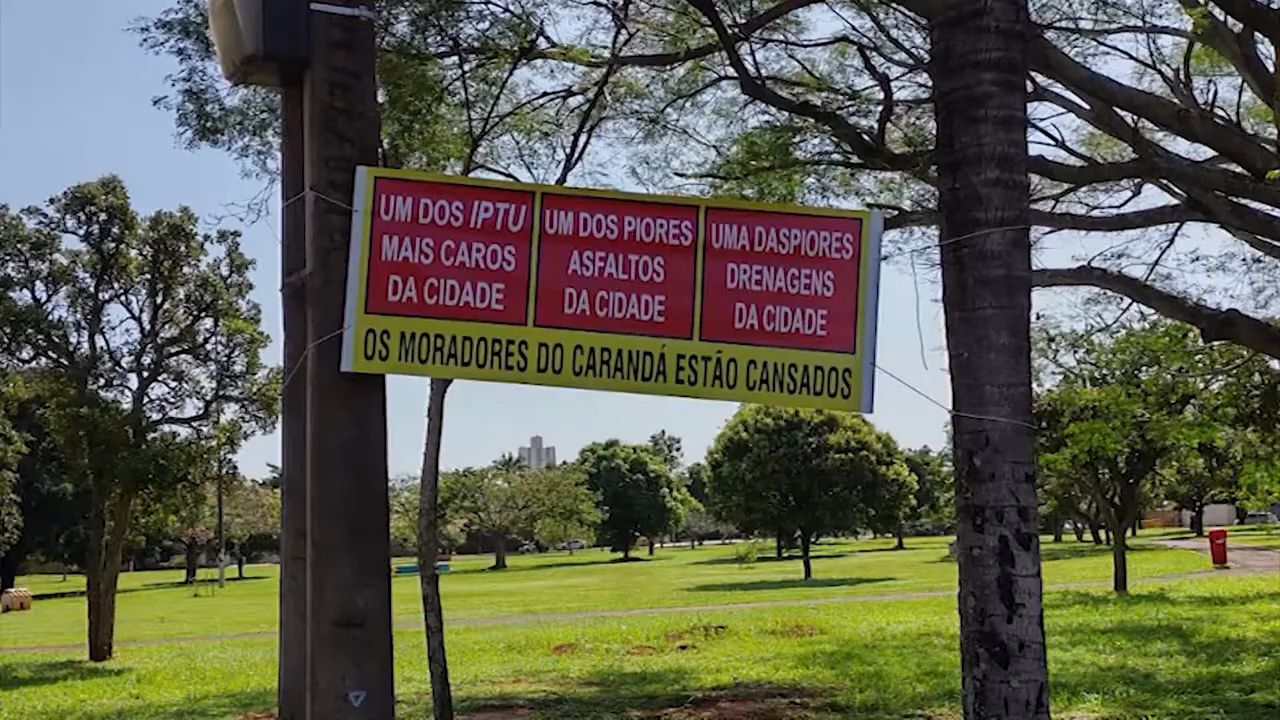 UM DOS IPTU
MAIS CAROS
DA CIDADE
UM DOS PIORES
ASFALTOS
DA CIDADE
UMA DASPIORES
DRENAGENS
DA CIDADE
OS MORADORES DO CARANDÁ ESTÃO CANSADOS